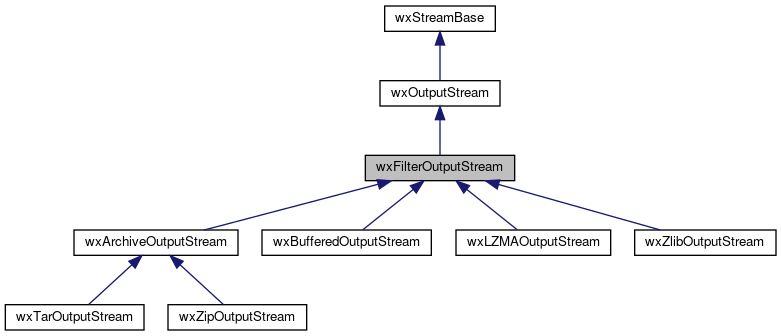 wxStreamBase
wxOutputStream
wxFilterOutputStream
wxArchiveOutputStream
wxBufferedOutputStream
wxLZMAOutputStream
wxZlibOutputStream
wxTarOutputStream
wxZipOutputStream